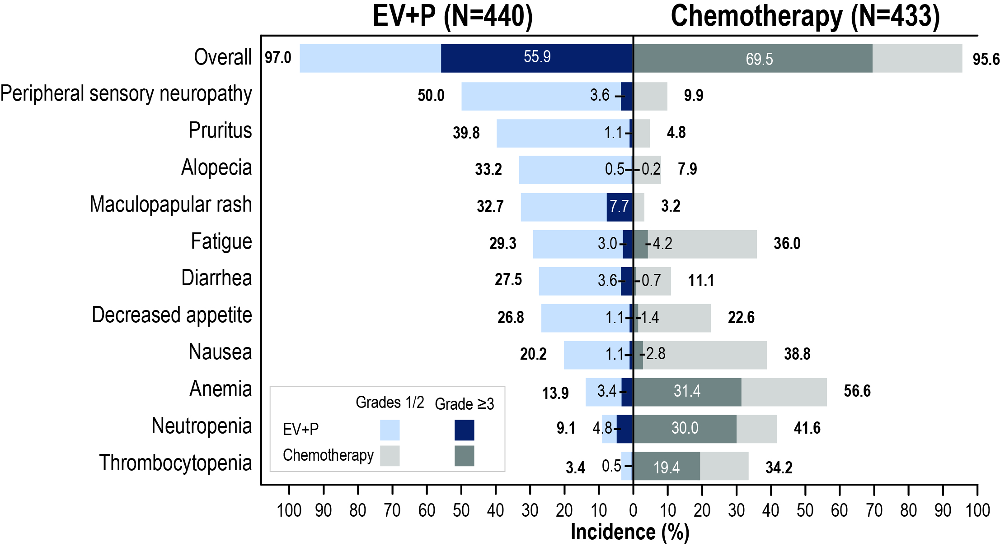 EV+P (N=440) Chemotherapy (N=433)
Overall 97.0 55.9 69.5 95.6
Peripheral sensory neuropathy 50.0 3.6 9.9
Pruritus 39.8 1.1 4.8
Alopecia 33.2 0.5 0.2 7.9
Maculopapular rash 32.7 7.7 3.2
Fatigue 29.3 3.0 4.2 36.0
Diarrhea 27.5 3.6 0.7 11.1
Decreased appetite 26.8 1.1 1.4 22.6
Nausea 20.2 1.1 2.8 38.8
Anemia 13.9 3.4 31.4 56.6
Neutropenia 9.1 4.8 30.0 41.6
Thrombocytopenia 3.4 0.5 19.4 34.2
Grades 1/2 Grade ≥3
EV+P
Chemotherapy
100 90 80 70 60 50 40 30 20 10 0 10 20 30 40 50 60 70 80 90 100
Incidence (%)